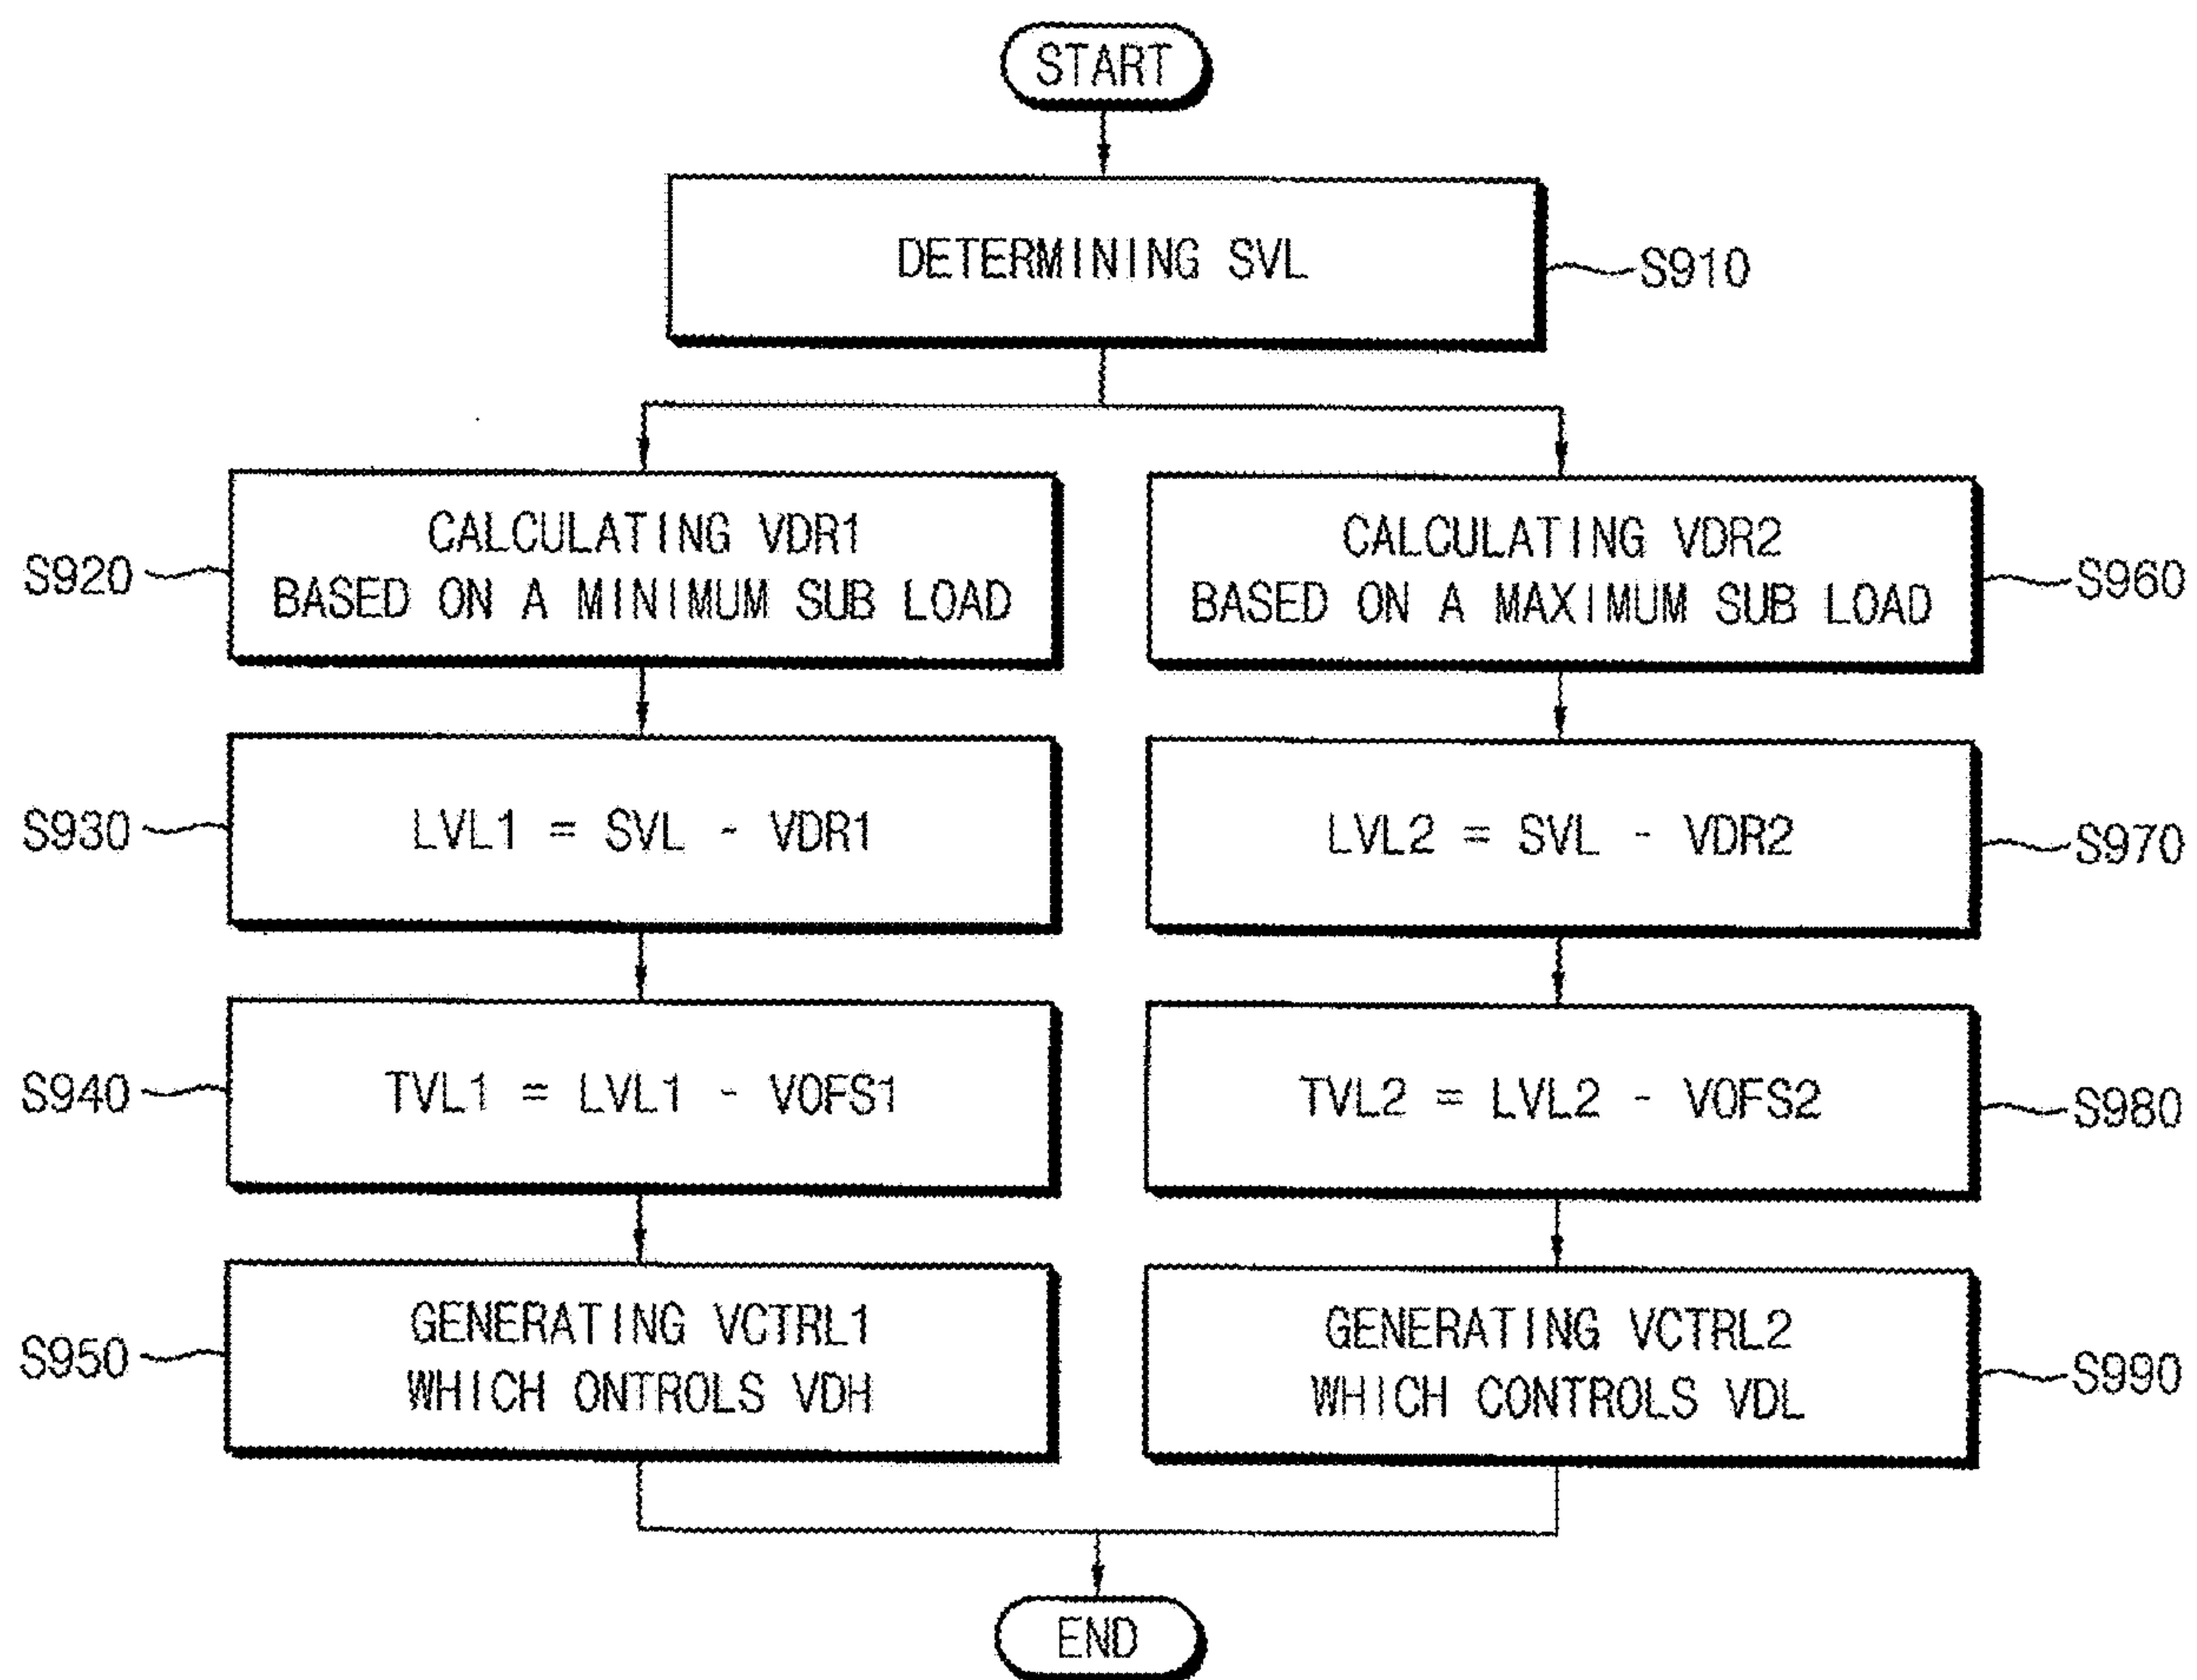 START
DETERMINING SVL
S910
CALCULATING VDR1
BASED ON A MINIMUM SUB LOAD
S920
LVL1 = SVL - VDR1
S930
TVL1 = LVL1 - VOFS1
S940
GENERATING VCTRL1
WHICH ONTROLS VDH
S950
CALCULATING VDR2
BASED ON A MAXIMUM SUB LOAD
S960
LVL2 = SVL - VDR2
S970
TVL2 = LVL2 - VOFS2
S980
GENERATING VCTRL2
WHICH CONTROLS VDL
S990
END